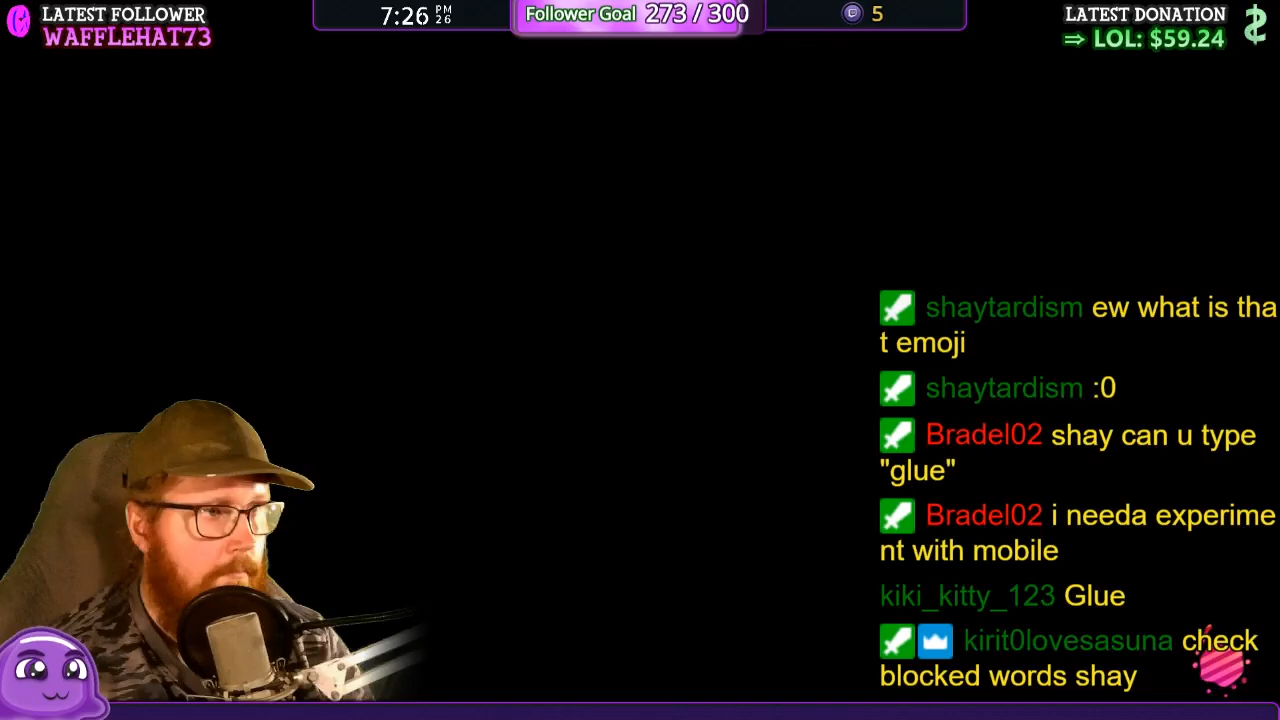 LATEST FOLLOWER
WAFFLEHAT73
7:26 PM 26
Follower Goal 273 / 300
5
LATEST DONATION
⇒ LOL: $59.24
shaytardism ew what is tha
t emoji
shaytardism :0
Bradel02 shay can u type
"glue"
Bradel02 i needa experime
nt with mobile
kiki_kitty_123 Glue
kirit0lovesasuna check
blocked words shay